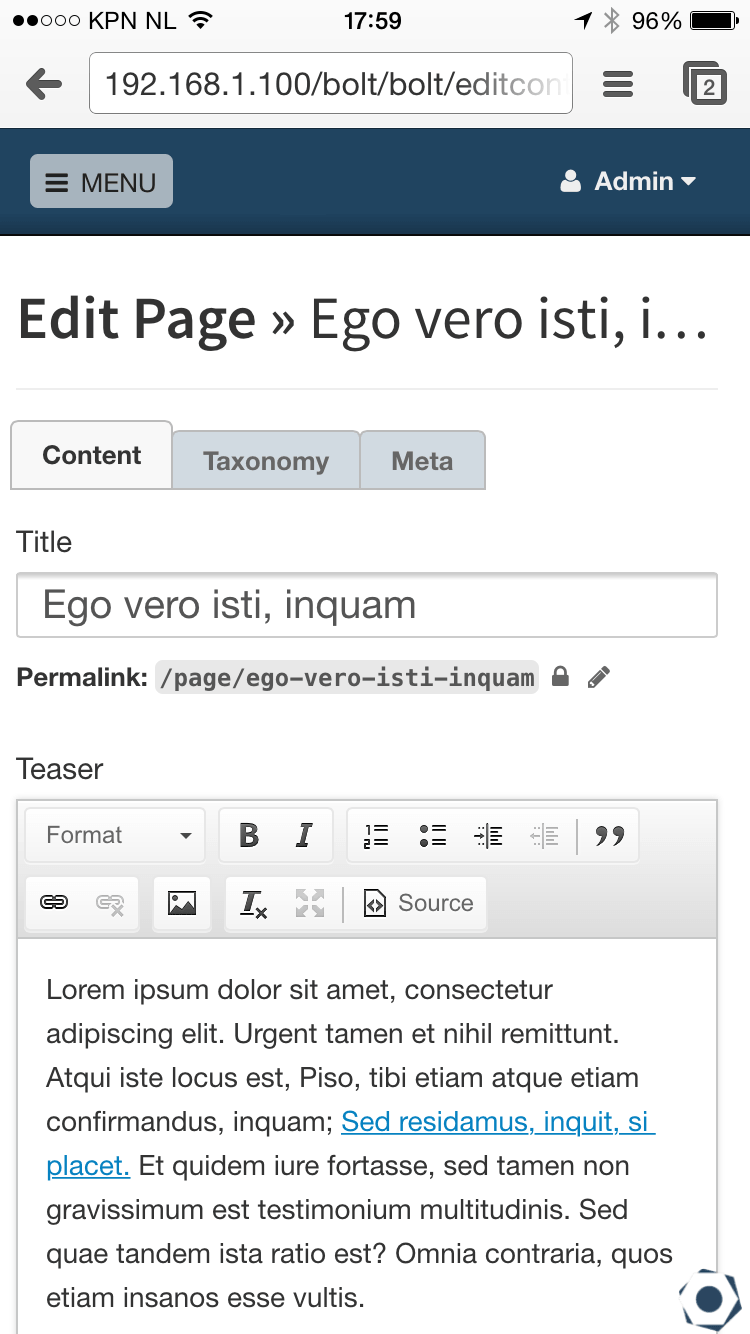 KPN NL 17:59 96%
192.168.1.100/bolt/bolt/editcon
2
MENU Admin
Edit Page » Ego vero isti, i…
Content Taxonomy Meta
Title
Ego vero isti, inquam
Permalink: /page/ego-vero-isti-inquam
Teaser
Format B I
Source
Lorem ipsum dolor sit amet, consectetur
adipiscing elit. Urgent tamen et nihil remittunt.
Atqui iste locus est, Piso, tibi etiam atque etiam
confirmandus, inquam; Sed residamus, inquit, si
placet. Et quidem iure fortasse, sed tamen non
gravissimum est testimonium multitudinis. Sed
quae tandem ista ratio est? Omnia contraria, quos
etiam insanos esse vultis.